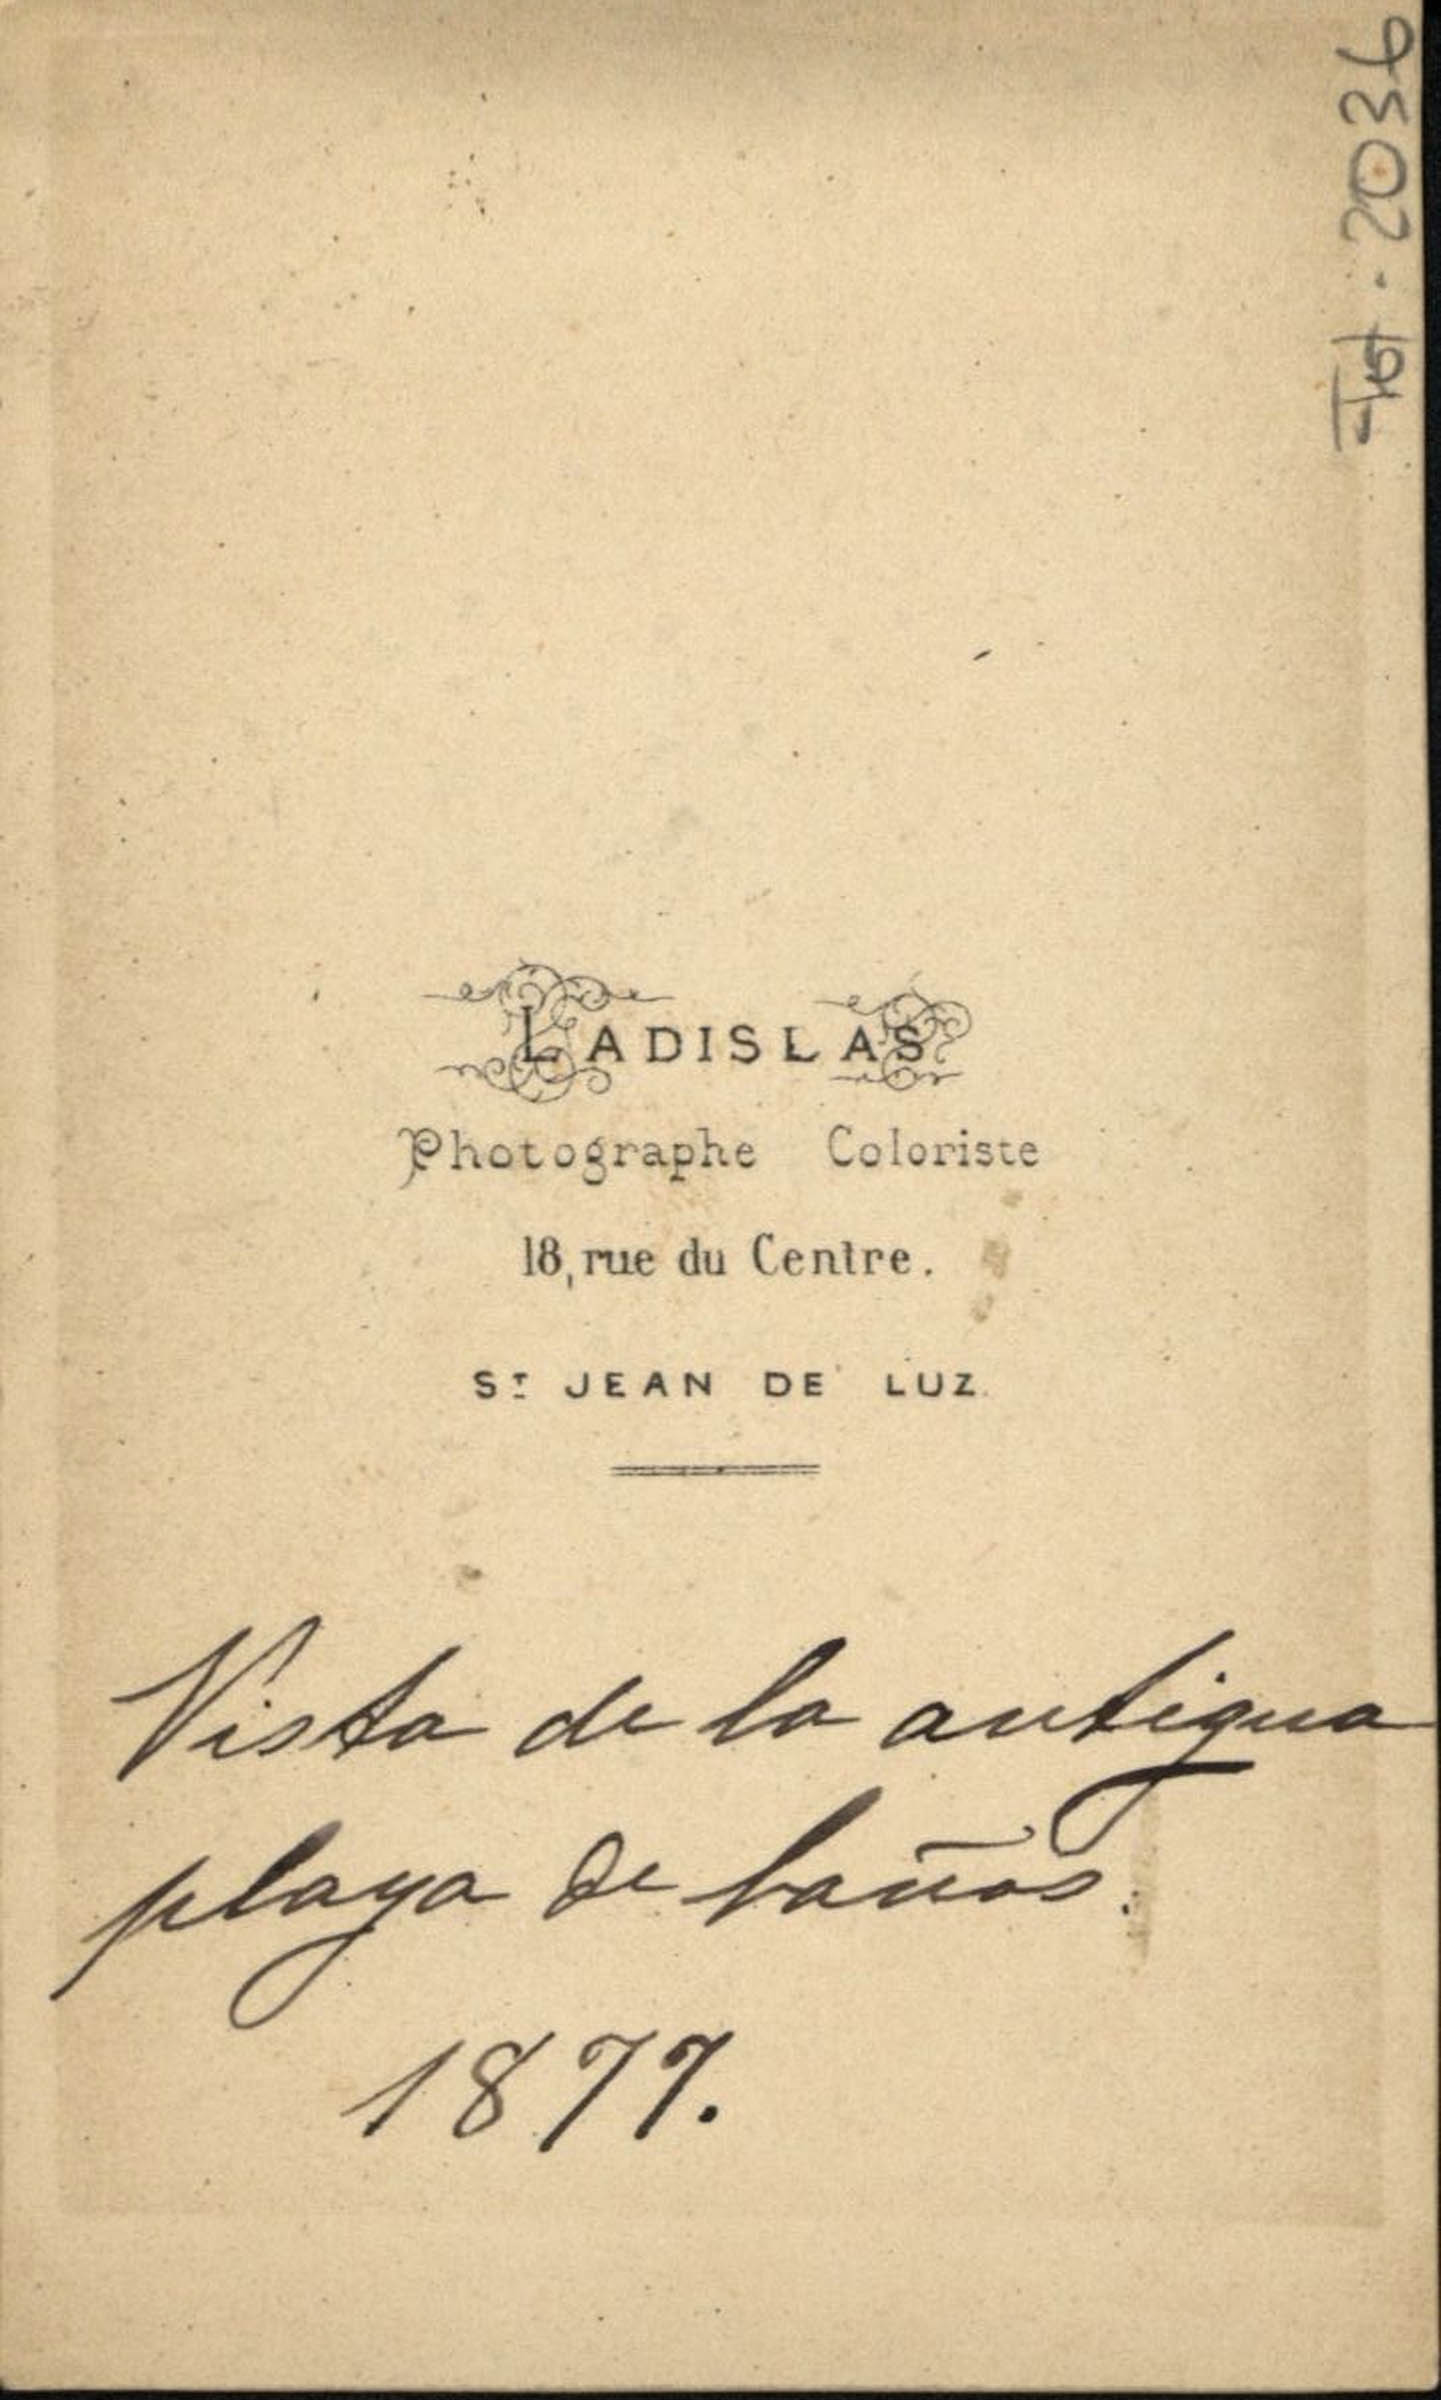 Fot. 2036
LADISLAS
Photographe Coloriste
18, rue du Centre.
ST JEAN DE LUZ
Vista de la antigua
playa de baños.
1877.